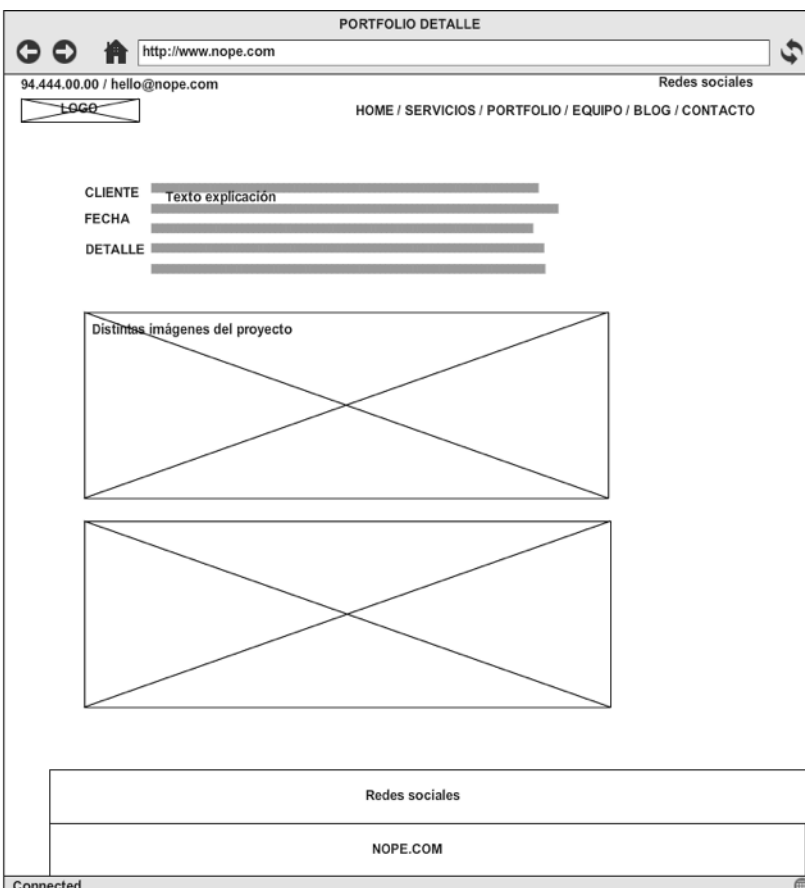 PORTFOLIO DETALLE
http://www.nope.com
94.444.00.00 / hello@nope.com
Redes sociales
LOGO
HOME / SERVICIOS / PORTFOLIO / EQUIPO / BLOG / CONTACTO
CLIENTE
Texto explicación
FECHA
DETALLE
Distintas imágenes del proyecto
Redes sociales
NOPE.COM
Connected